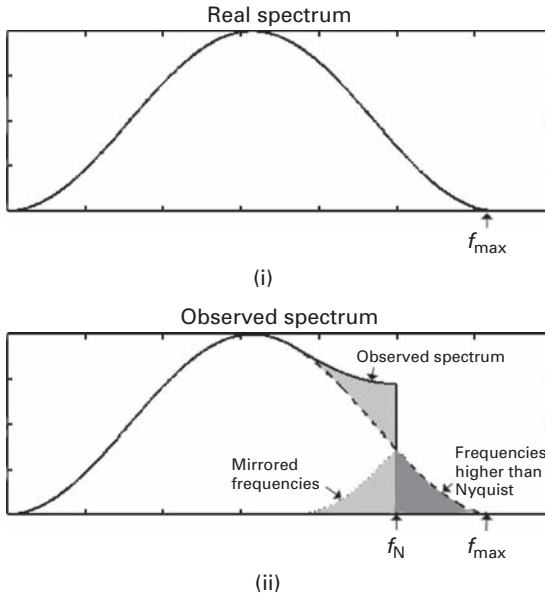 Real spectrum
f_max
(i)
Observed spectrum
Observed spectrum
Mirrored
frequencies
Frequencies
higher than
Nyquist
f_N
f_max
(ii)